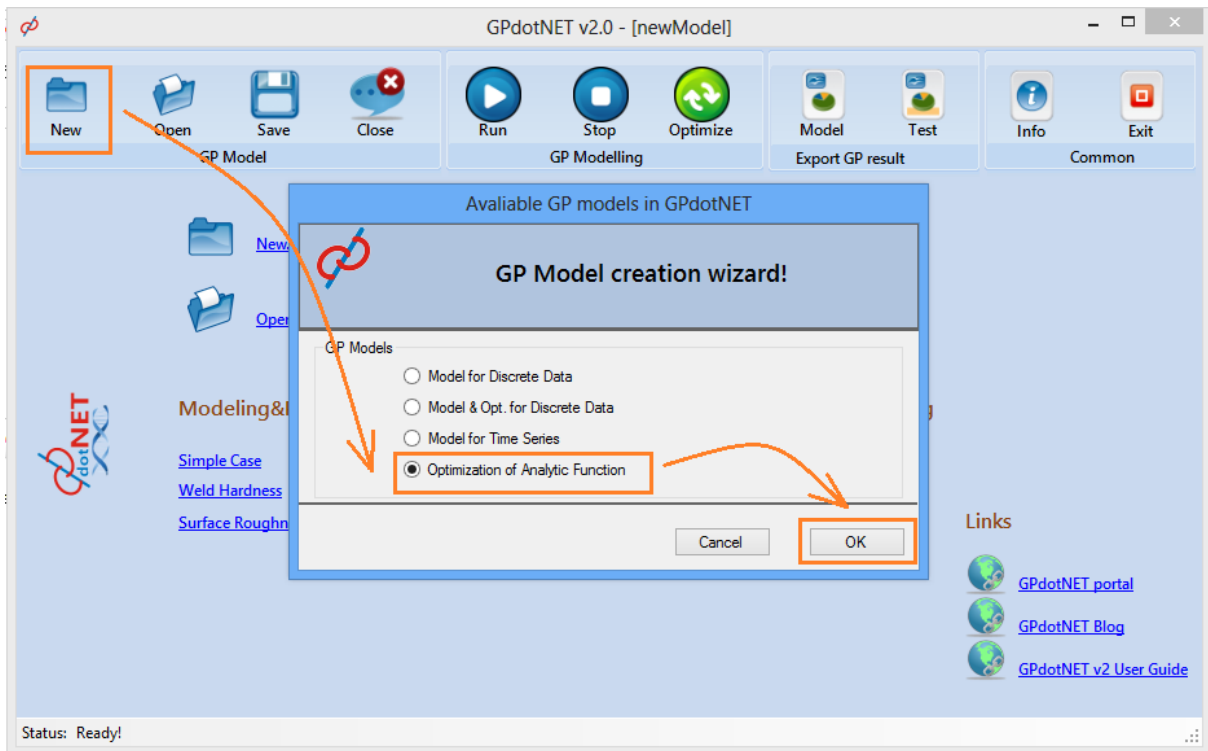 GPdotNET v2.0 - [newModel]
New Open Save Close Run Stop Optimize Model Test Info Exit
GP Model GP Modelling Export GP result Common
Avaliable GP models in GPdotNET
GP Model creation wizard!
New
Open
GP Models
Model for Discrete Data
Model & Opt. for Discrete Data
Model for Time Series
Optimization of Analytic Function
Cancel OK
GPdotNET
Modeling&
Simple Case
Weld Hardness
Surface Roughn
Links
GPdotNET portal
GPdotNET Blog
GPdotNET v2 User Guide
Status: Ready!